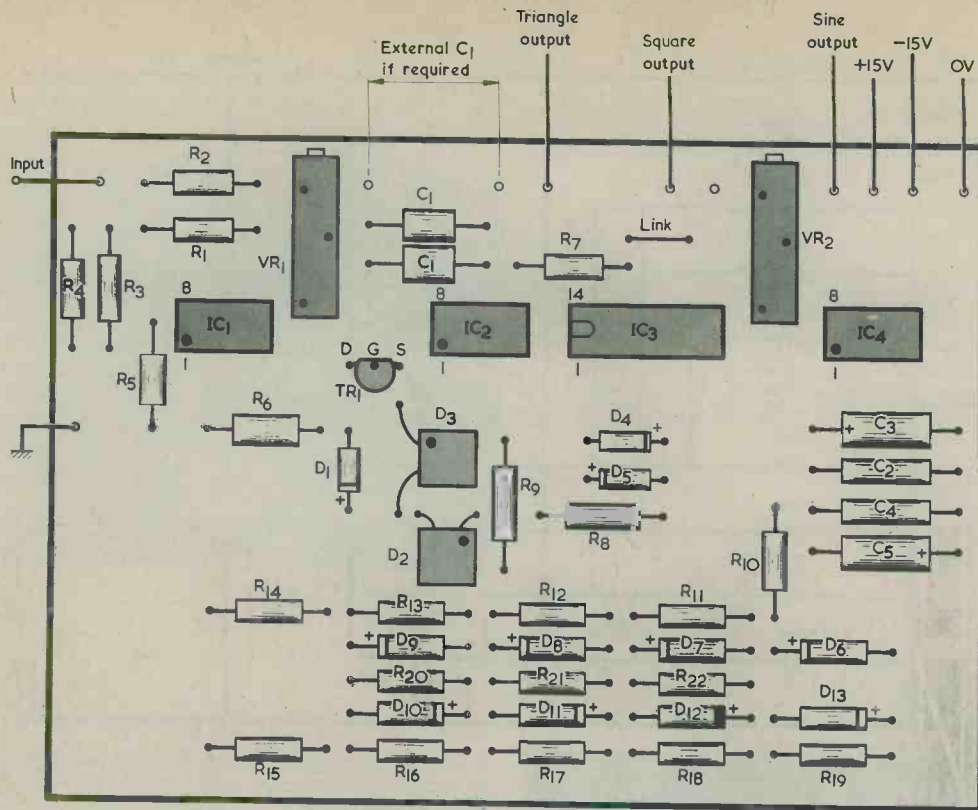 Triangle
output
Sine
output
-15V
+15V
0V
External C1
if required
Square
output
Input
R2
C1
R1
VR1
C1
R7
Link
VR2
R4
R3
8
IC1
1
8
IC2
1
14
IC3
1
8
IC4
1
R5
D G S
TR1
R6
D3
D4 +
C3 +
D1 +
R9
+ D5
C2
R8
C4
D2
R10
C5 +
R14
R13
R12
R11
+ D9
+ D8
+ D7
+ D6
R20
R21
R22
D10 +
D11 +
D12 +
D13 +
R15
R16
R17
R18
R19